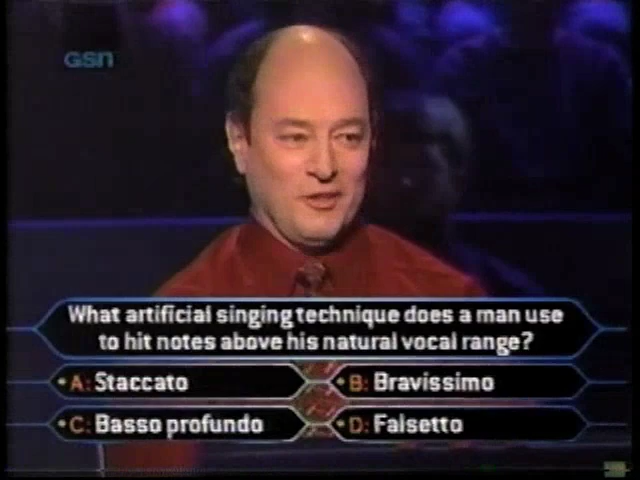 GSN
What artificial singing technique does a man use
to hit notes above his natural vocal range?
A: Staccato
B: Bravissimo
C: Basso profundo
D: Falsetto